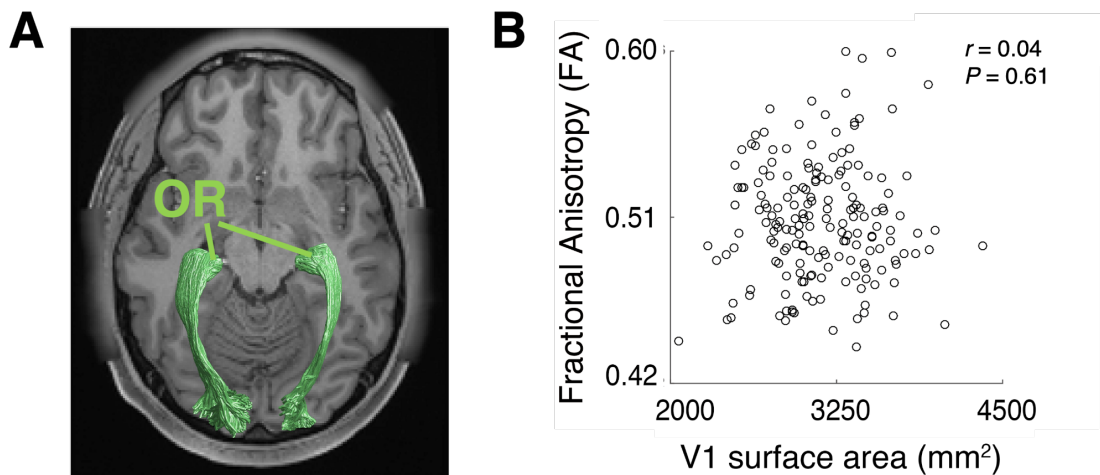 A
OR
B
r = 0.04
P = 0.61
Fractional Anisotropy (FA)
0.60
0.51
0.42
2000 3250 4500
V1 surface area (mm²)